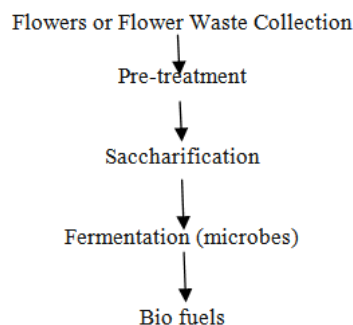 Flowers or Flower Waste Collection
Pre-treatment
Saccharification
Fermentation (microbes)
Bio fuels